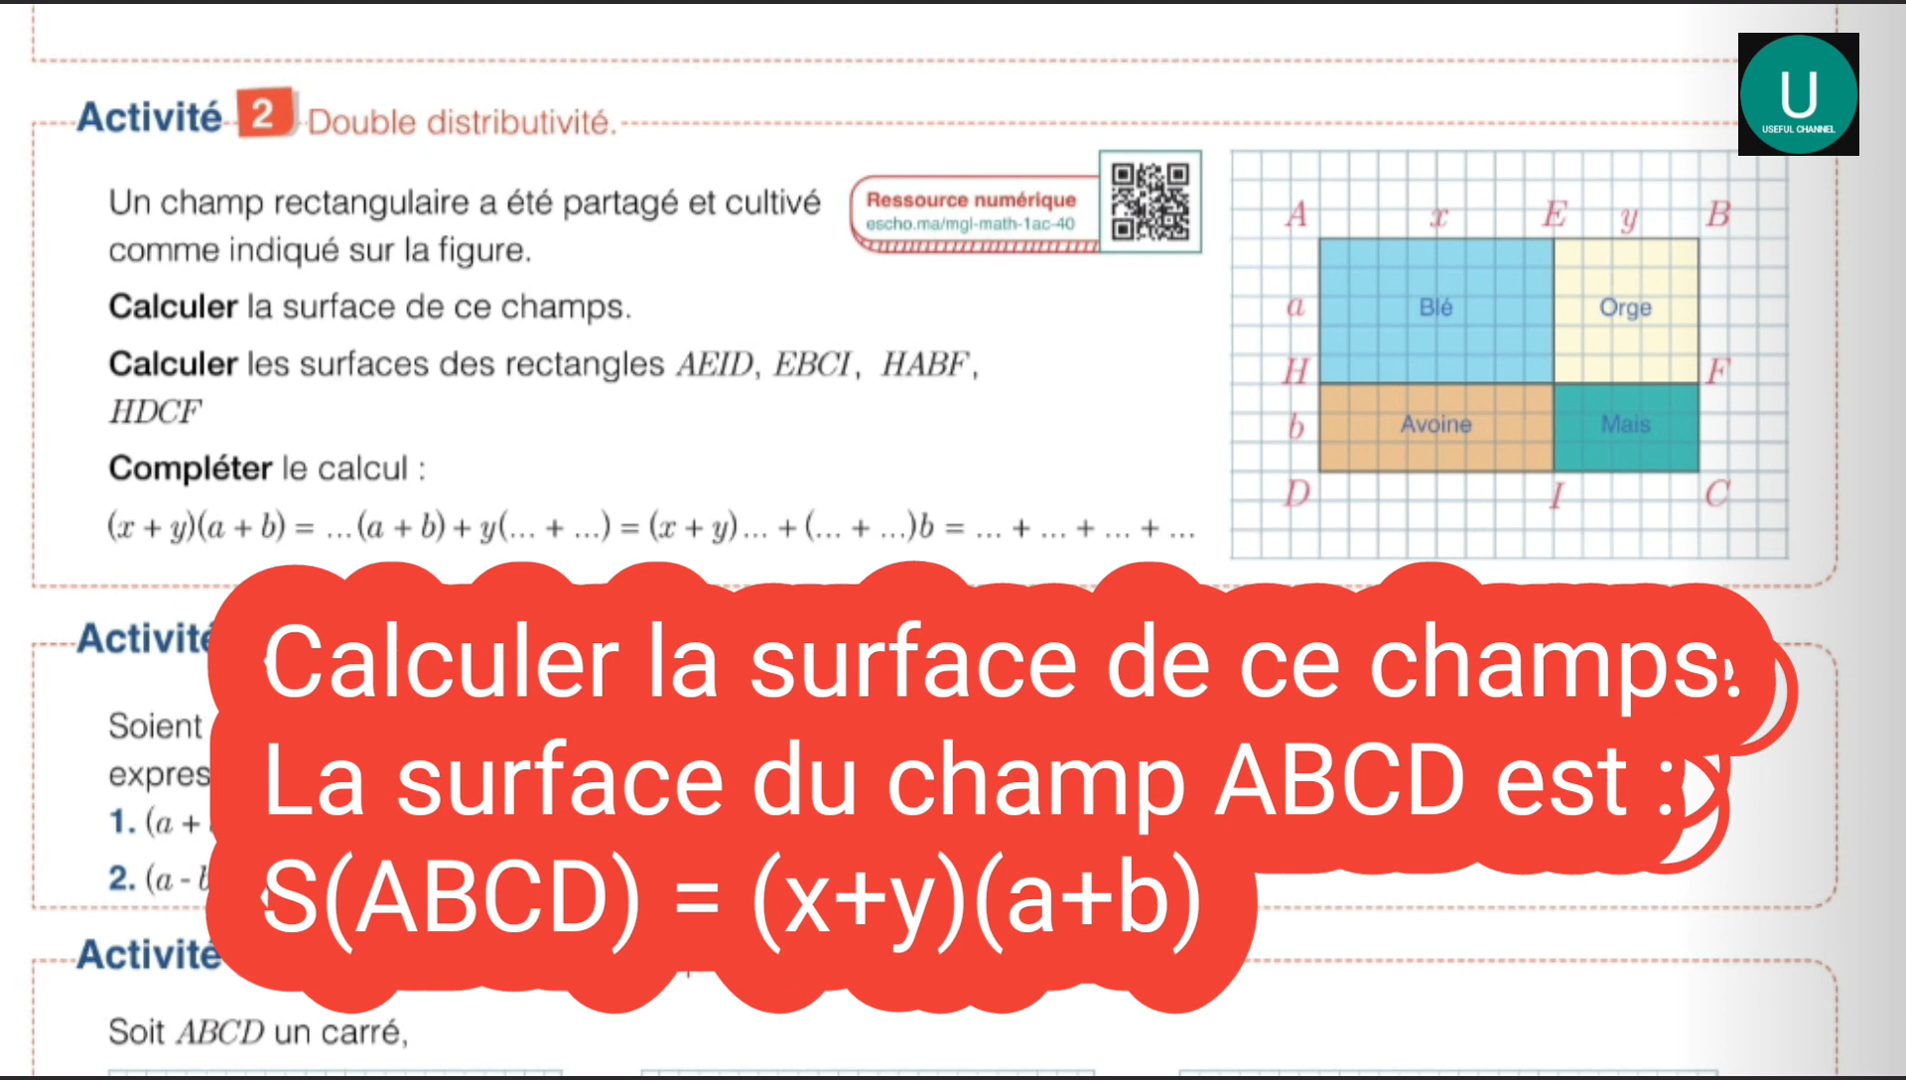 U
USEFUL CHANNEL
Activité 2 Double distributivité.
Un champ rectangulaire a été partagé et cultivé
comme indiqué sur la figure.
Ressource numérique
escho.ma/mgl-math-1ac-40
Calculer la surface de ce champs.
Calculer les surfaces des rectangles AEID, EBCI, HABF,
HDCF
Compléter le calcul :
(x + y)(a + b) = ...(a + b) + y(... + ...) = (x + y)... + (... + ...)b = ... + ... + ... + ...
A x E y B
a Blé Orge
H F
b Avoine Mais
D I C
Activité
Calculer la surface de ce champs.
La surface du champ ABCD est :
S(ABCD) = (x+y)(a+b)
Soient
expres
1. (a +
2. (a - b
Activité
Soit ABCD un carré,